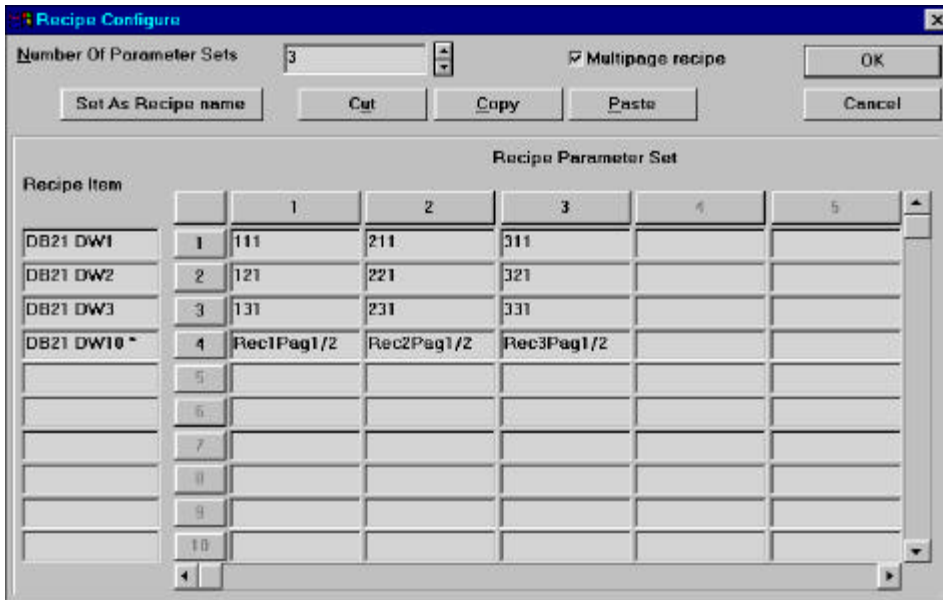 Recipe Configure
Number Of Parameter Sets 3 Multipage recipe OK
Set As Recipe name Cut Copy Paste Cancel
Recipe Parameter Set
Recipe Item
1 2 3 4 5
DB21 DW1 1 111 211 311
DB21 DW2 2 121 221 321
DB21 DW3 3 131 231 331
DB21 DW10 * 4 Rec1Pag1/2 Rec2Pag1/2 Rec3Pag1/2
5
6
7
8
9
10